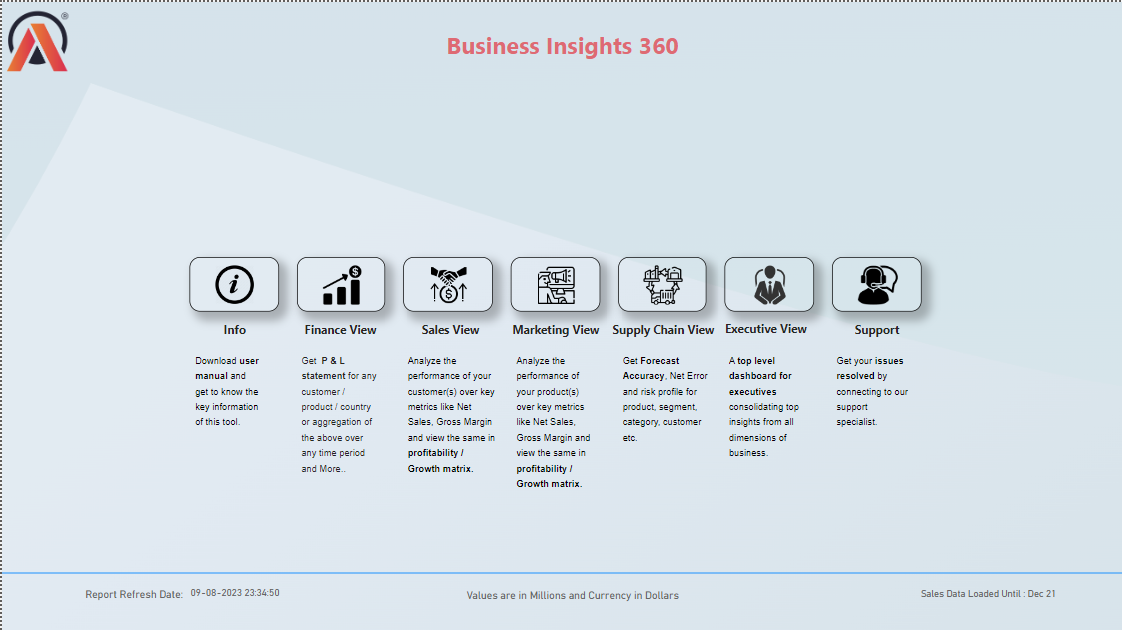 ®
Business Insights 360
$
i
$
Info
Download user
manual and
get to know the
key information
of this tool.
Finance View
Get P & L
statement for any
customer /
product / country
or aggregation of
the above over
any time period
and More..
Sales View
Analyze the
performance of your
customer(s) over key
metrics like Net
Sales, Gross Margin
and view the same in
profitability /
Growth matrix.
Marketing View
Analyze the
performance of
your product(s)
over key metrics
like Net Sales,
Gross Margin and
view the same in
profitability /
Growth matrix.
Supply Chain View
Get Forecast
Accuracy, Net Error
and risk profile for
product, segment,
category, customer
etc.
Executive View
A top level
dashboard for
executives
consolidating top
insights from all
dimensions of
business.
Support
Get your issues
resolved by
connecting to our
support
specialist.
Report Refresh Date: 09-08-2023 23:34:50
Values are in Millions and Currency in Dollars
Sales Data Loaded Until : Dec 21